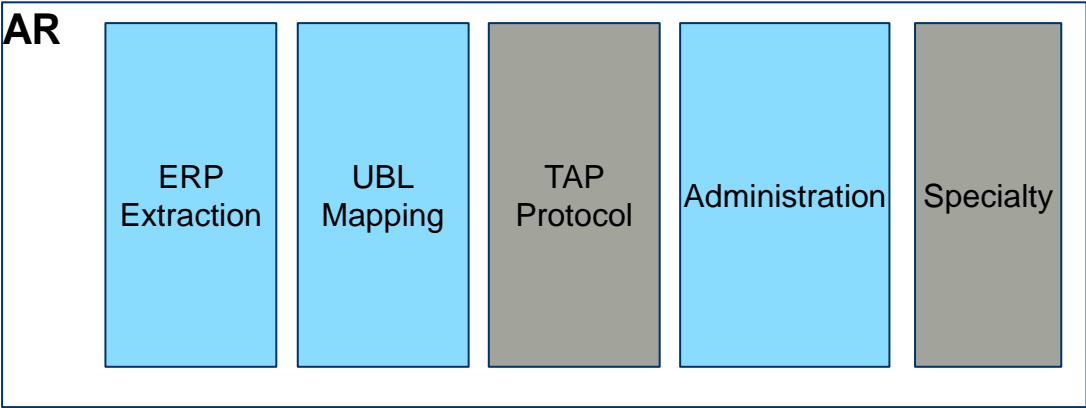 AR
ERP
Extraction
UBL
Mapping
TAP
Protocol
Administration
Specialty